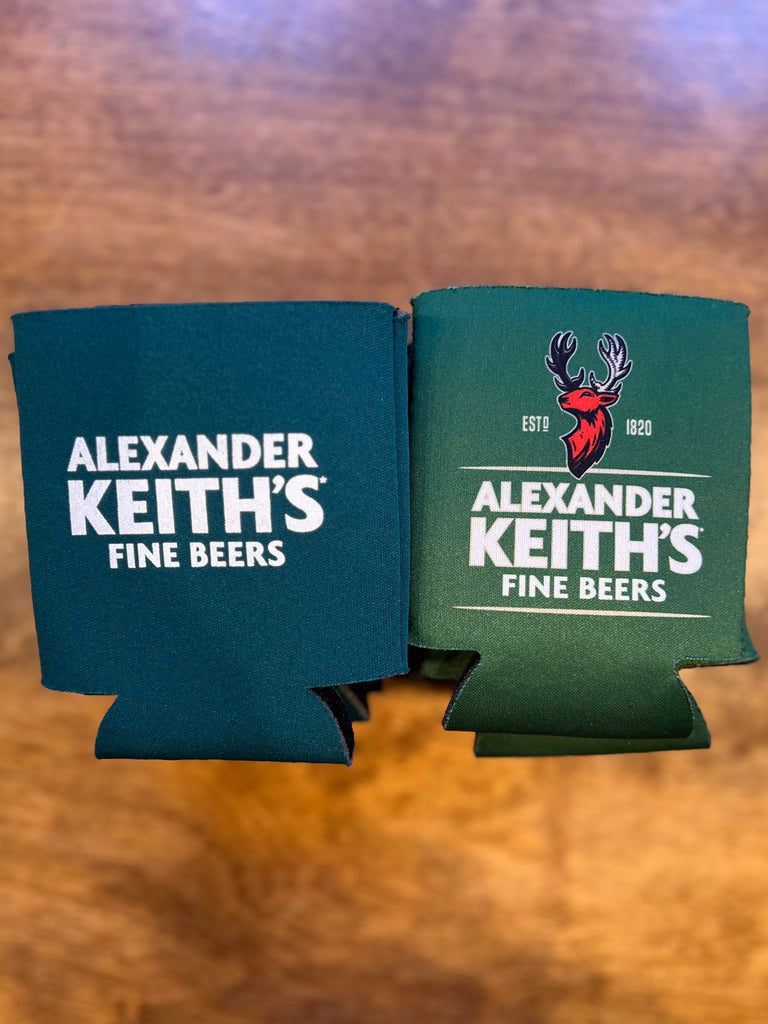 ALEXANDER
KEITH'S*
FINE BEERS
ESTD 1820
ALEXANDER
KEITH'S*
FINE BEERS